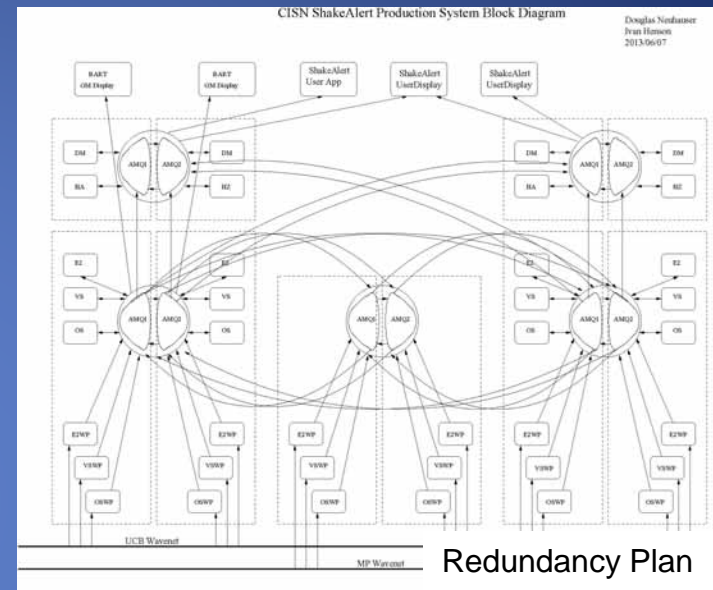 CISN ShakeAlert Production System Block Diagram
Douglas Neuhauser
Ivan Henson
2013/06/07
BART
GM Display
BART
GM Display
ShakeAlert
User App
ShakeAlert
UserDisplay
ShakeAlert
UserDisplay
DM
AMQ1
AMQ2
DM
HA
HZ
DM
AMQ1
AMQ2
DM
HA
HZ
E2
E2
VS
VS
OS
AMQ1
AMQ2
OS
AMQ1
AMQ2
E2
E2
VS
VS
OS
AMQ1
AMQ2
OS
E2WP
E2WP
E2WP
E2WP
E2WP
E2WP
VSWP
VSWP
VSWP
VSWP
VSWP
VSWP
OSWP
OSWP
OSWP
OSWP
OSWP
OSWP
UCB Wavenet
MP Wavenet
Redundancy Plan